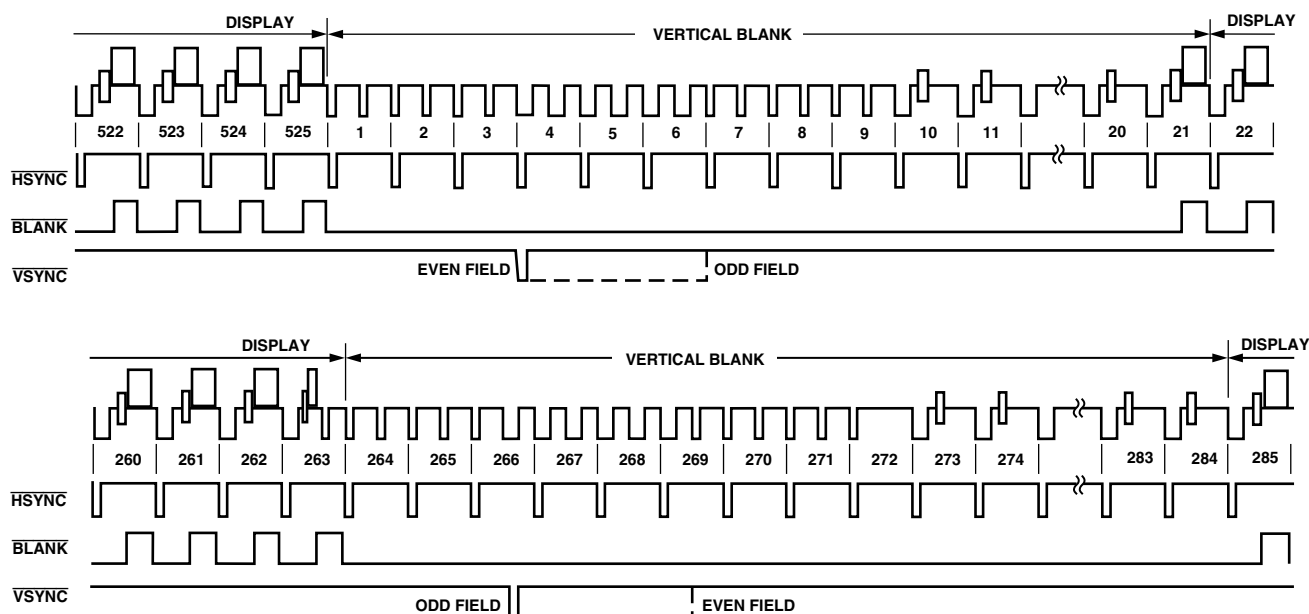 DISPLAY VERTICAL BLANK DISPLAY
522 523 524 525 1 2 3 4 5 6 7 8 9 10 11 20 21 22
HSYNC
BLANK
EVEN FIELD ODD FIELD
VSYNC
DISPLAY VERTICAL BLANK DISPLAY
260 261 262 263 264 265 266 267 268 269 270 271 272 273 274 283 284 285
HSYNC
BLANK
VSYNC
ODD FIELD EVEN FIELD